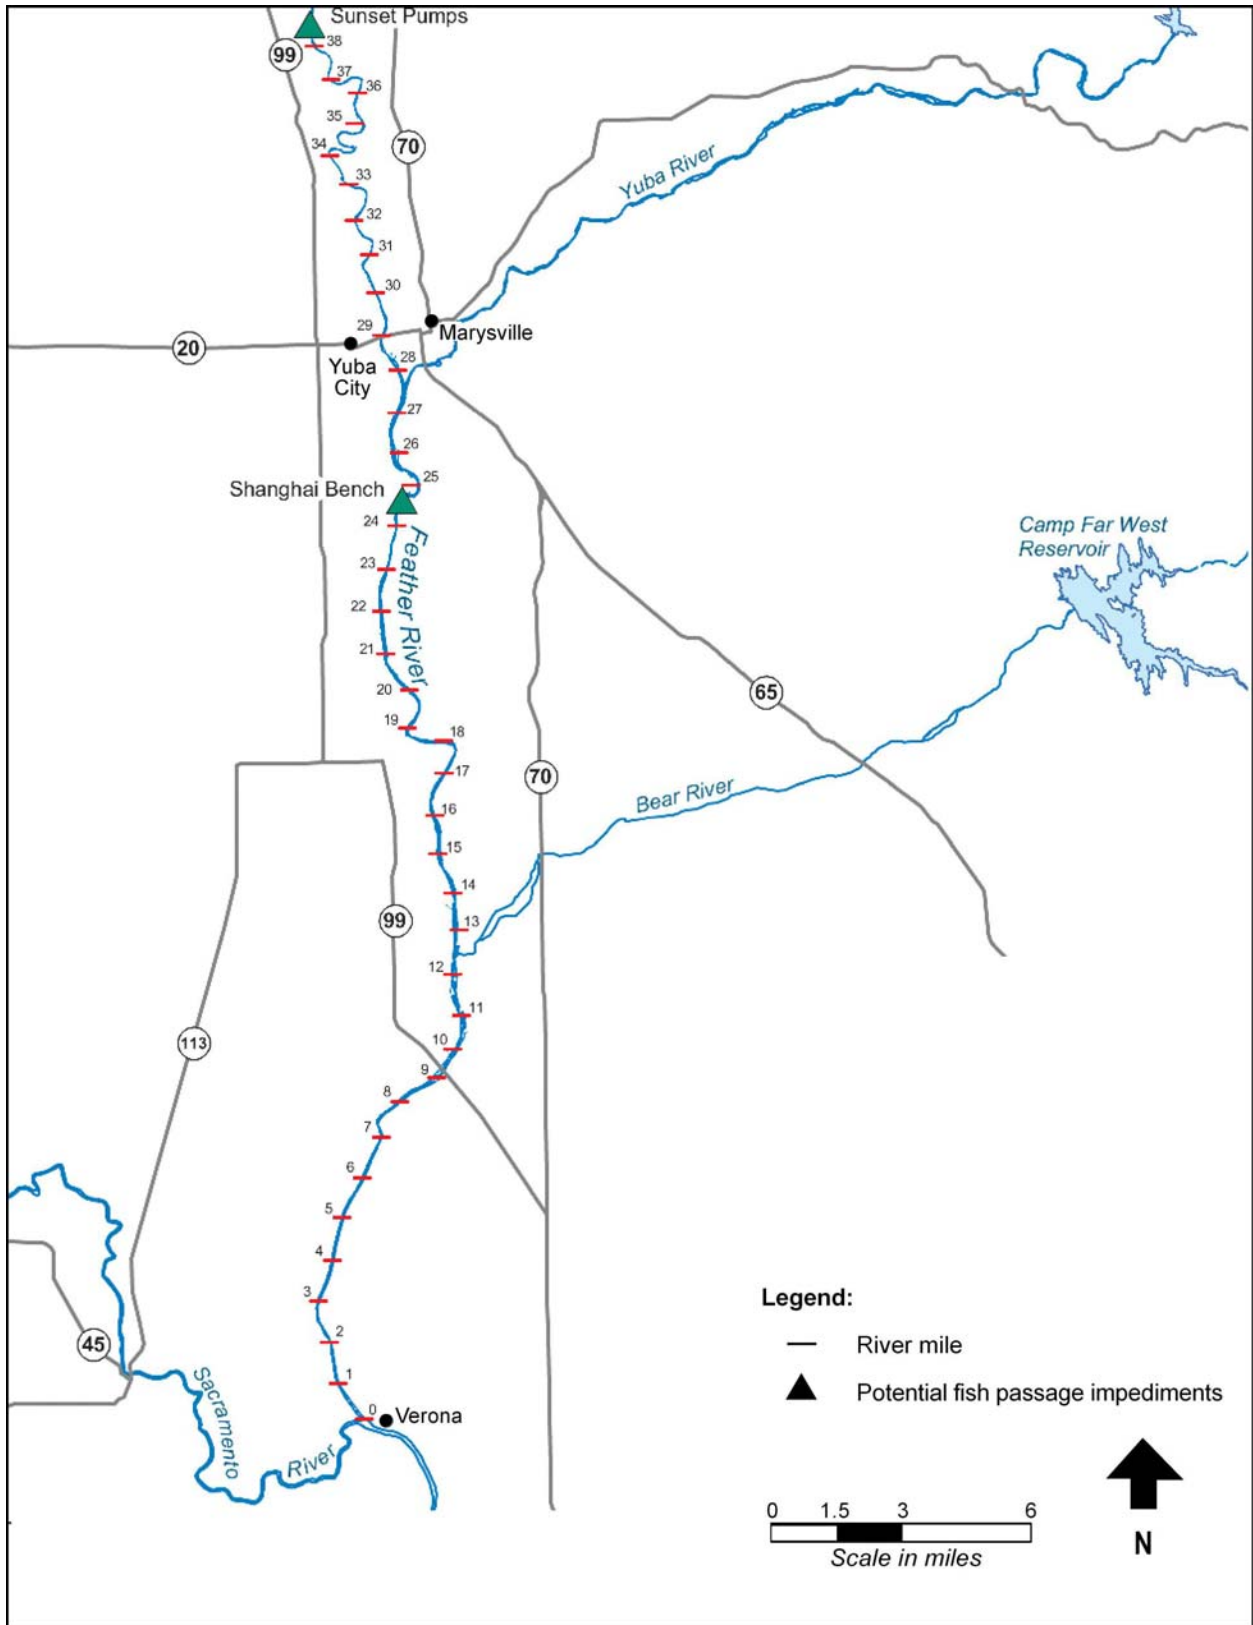 Sunset Pumps
38
99
37
36
35
70
34
33
Yuba River
32
31
30
29
Marysville
20
28
Yuba
City
27
26
25
Shanghai Bench
24
Feather River
Camp Far West
Reservoir
23
22
21
20
65
19
18
17
70
16
Bear River
15
14
13
99
12
11
10
113
9
8
7
6
5
4
3
2
45
1
0
Verona
Sacramento
River
Legend:
River mile
Potential fish passage impediments
0 1.5 3 6
Scale in miles
N